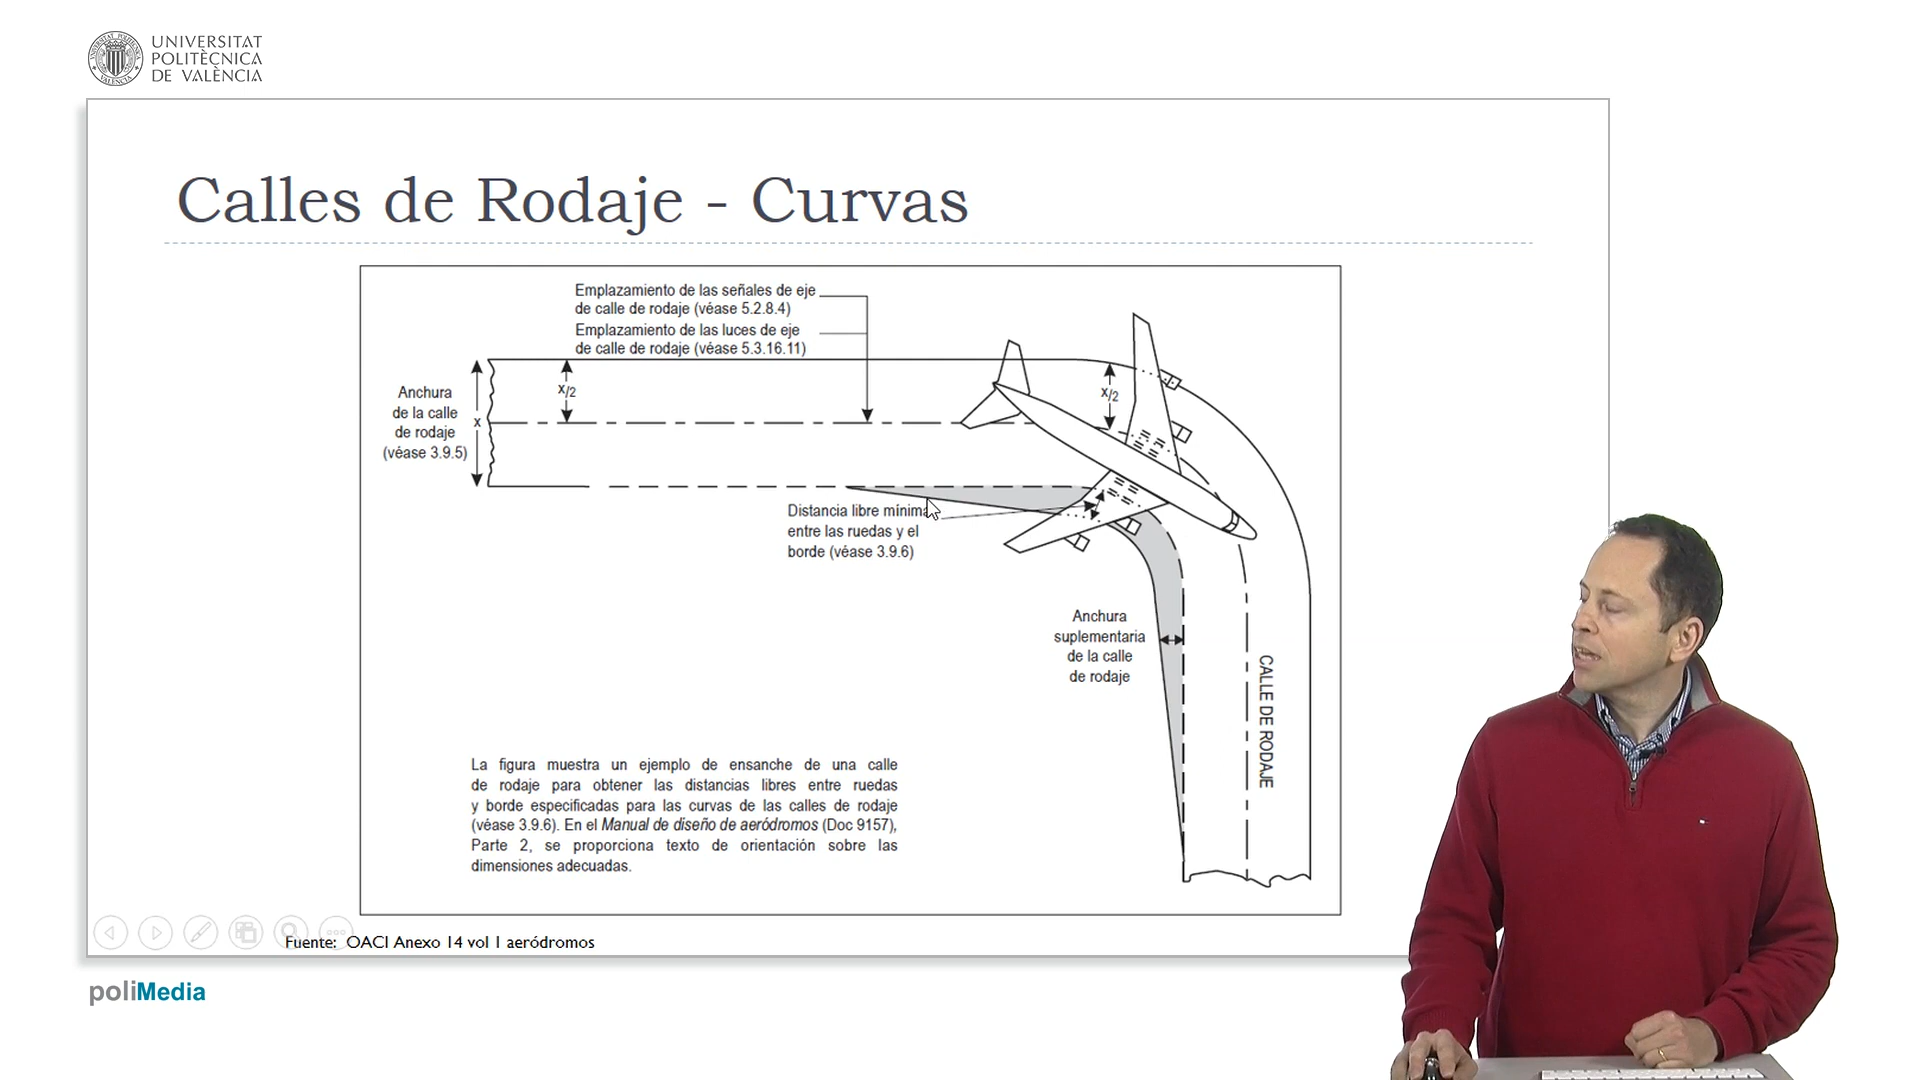 UNIVERSITAT
POLITÈCNICA
DE VALÈNCIA
Calles de Rodaje - Curvas
Emplazamiento de las señales de eje
de calle de rodaje (véase 5.2.8.4)
Emplazamiento de las luces de eje
de calle de rodaje (véase 5.3.16.11)
Anchura
de la calle
de rodaje
(véase 3.9.5)
x
x/2
x/2
Distancia libre mínima
entre las ruedas y el
borde (véase 3.9.6)
Anchura
suplementaria
de la calle
de rodaje
CALLE DE RODAJE
La figura muestra un ejemplo de ensanche de una calle
de rodaje para obtener las distancias libres entre ruedas
y borde especificadas para las curvas de las calles de rodaje
(véase 3.9.6). En el Manual de diseño de aeródromos (Doc 9157),
Parte 2, se proporciona texto de orientación sobre las
dimensiones adecuadas.
Fuente: OACI Anexo 14 vol 1 aeródromos
poliMedia